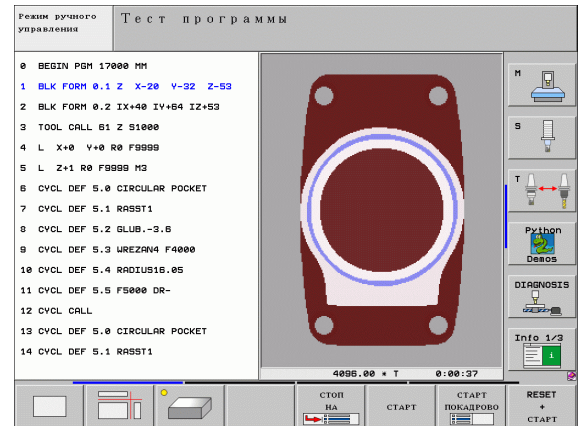 Режим ручного
управления
Тест программы
0 BEGIN PGM 17000 MM
1 BLK FORM 0.1 Z X-20 Y-32 Z-53
2 BLK FORM 0.2 IX+40 IY+64 IZ+53
3 TOOL CALL 61 Z S1000
4 L X+0 Y+0 R0 F9999
5 L Z+1 R0 F9999 M3
6 CYCL DEF 5.0 CIRCULAR POCKET
7 CYCL DEF 5.1 RASST1
8 CYCL DEF 5.2 GLUB.-3.6
9 CYCL DEF 5.3 WREZAN4 F4000
10 CYCL DEF 5.4 RADIUS16.05
11 CYCL DEF 5.5 F5000 DR-
12 CYCL CALL
13 CYCL DEF 5.0 CIRCULAR POCKET
14 CYCL DEF 5.1 RASST1
4096.00 * T 0:00:37
M
S
T
Python
Demos
DIAGNOSIS
Info 1/3
i
СТОП
НА
СТАРТ
СТАРТ
ПОКАДРОВО
RESET
+
СТАРТ